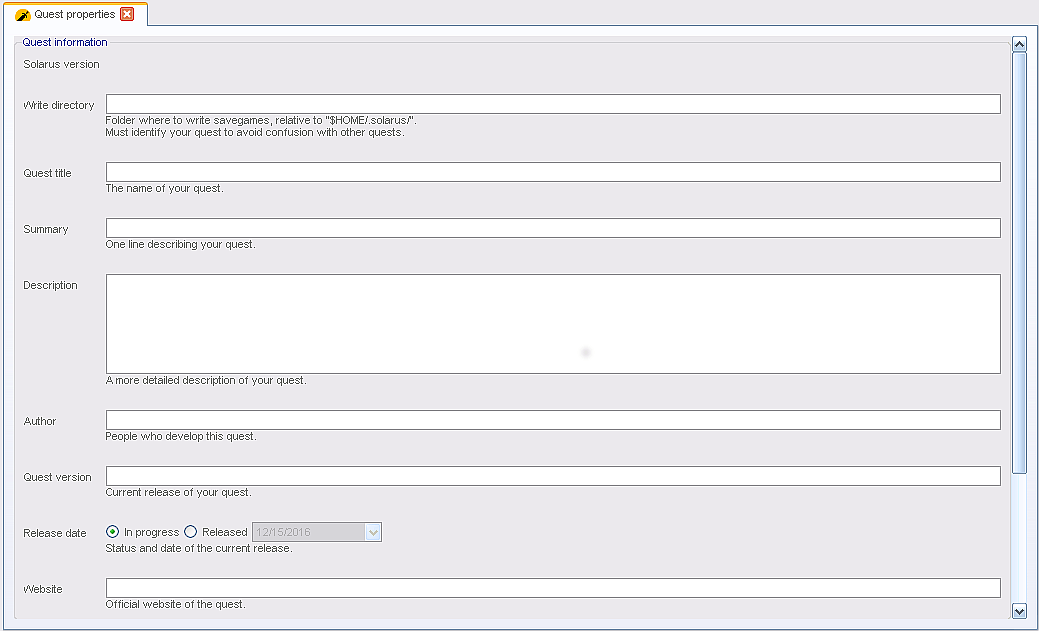 Quest properties
Quest information
Solarus version
Write directory
Folder where to write savegames, relative to "$HOME/.solarus/".
Must identify your quest to avoid confusion with other quests.
Quest title
The name of your quest.
Summary
One line describing your quest.
Description
A more detailed description of your quest.
Author
People who develop this quest.
Quest version
Current release of your quest.
Release date In progress Released 12/15/2016
Status and date of the current release.
Website
Official website of the quest.